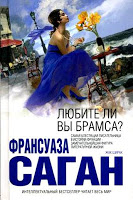 ЛЮБИТЕ ЛИ
ВЫ БРАМСА?
ФРАНСУАЗА
САГАН
ИНТЕЛЛЕКТУАЛЬНЫЙ БЕСТСЕЛЛЕР ЧИТАЕТ ВЕСЬ МИР